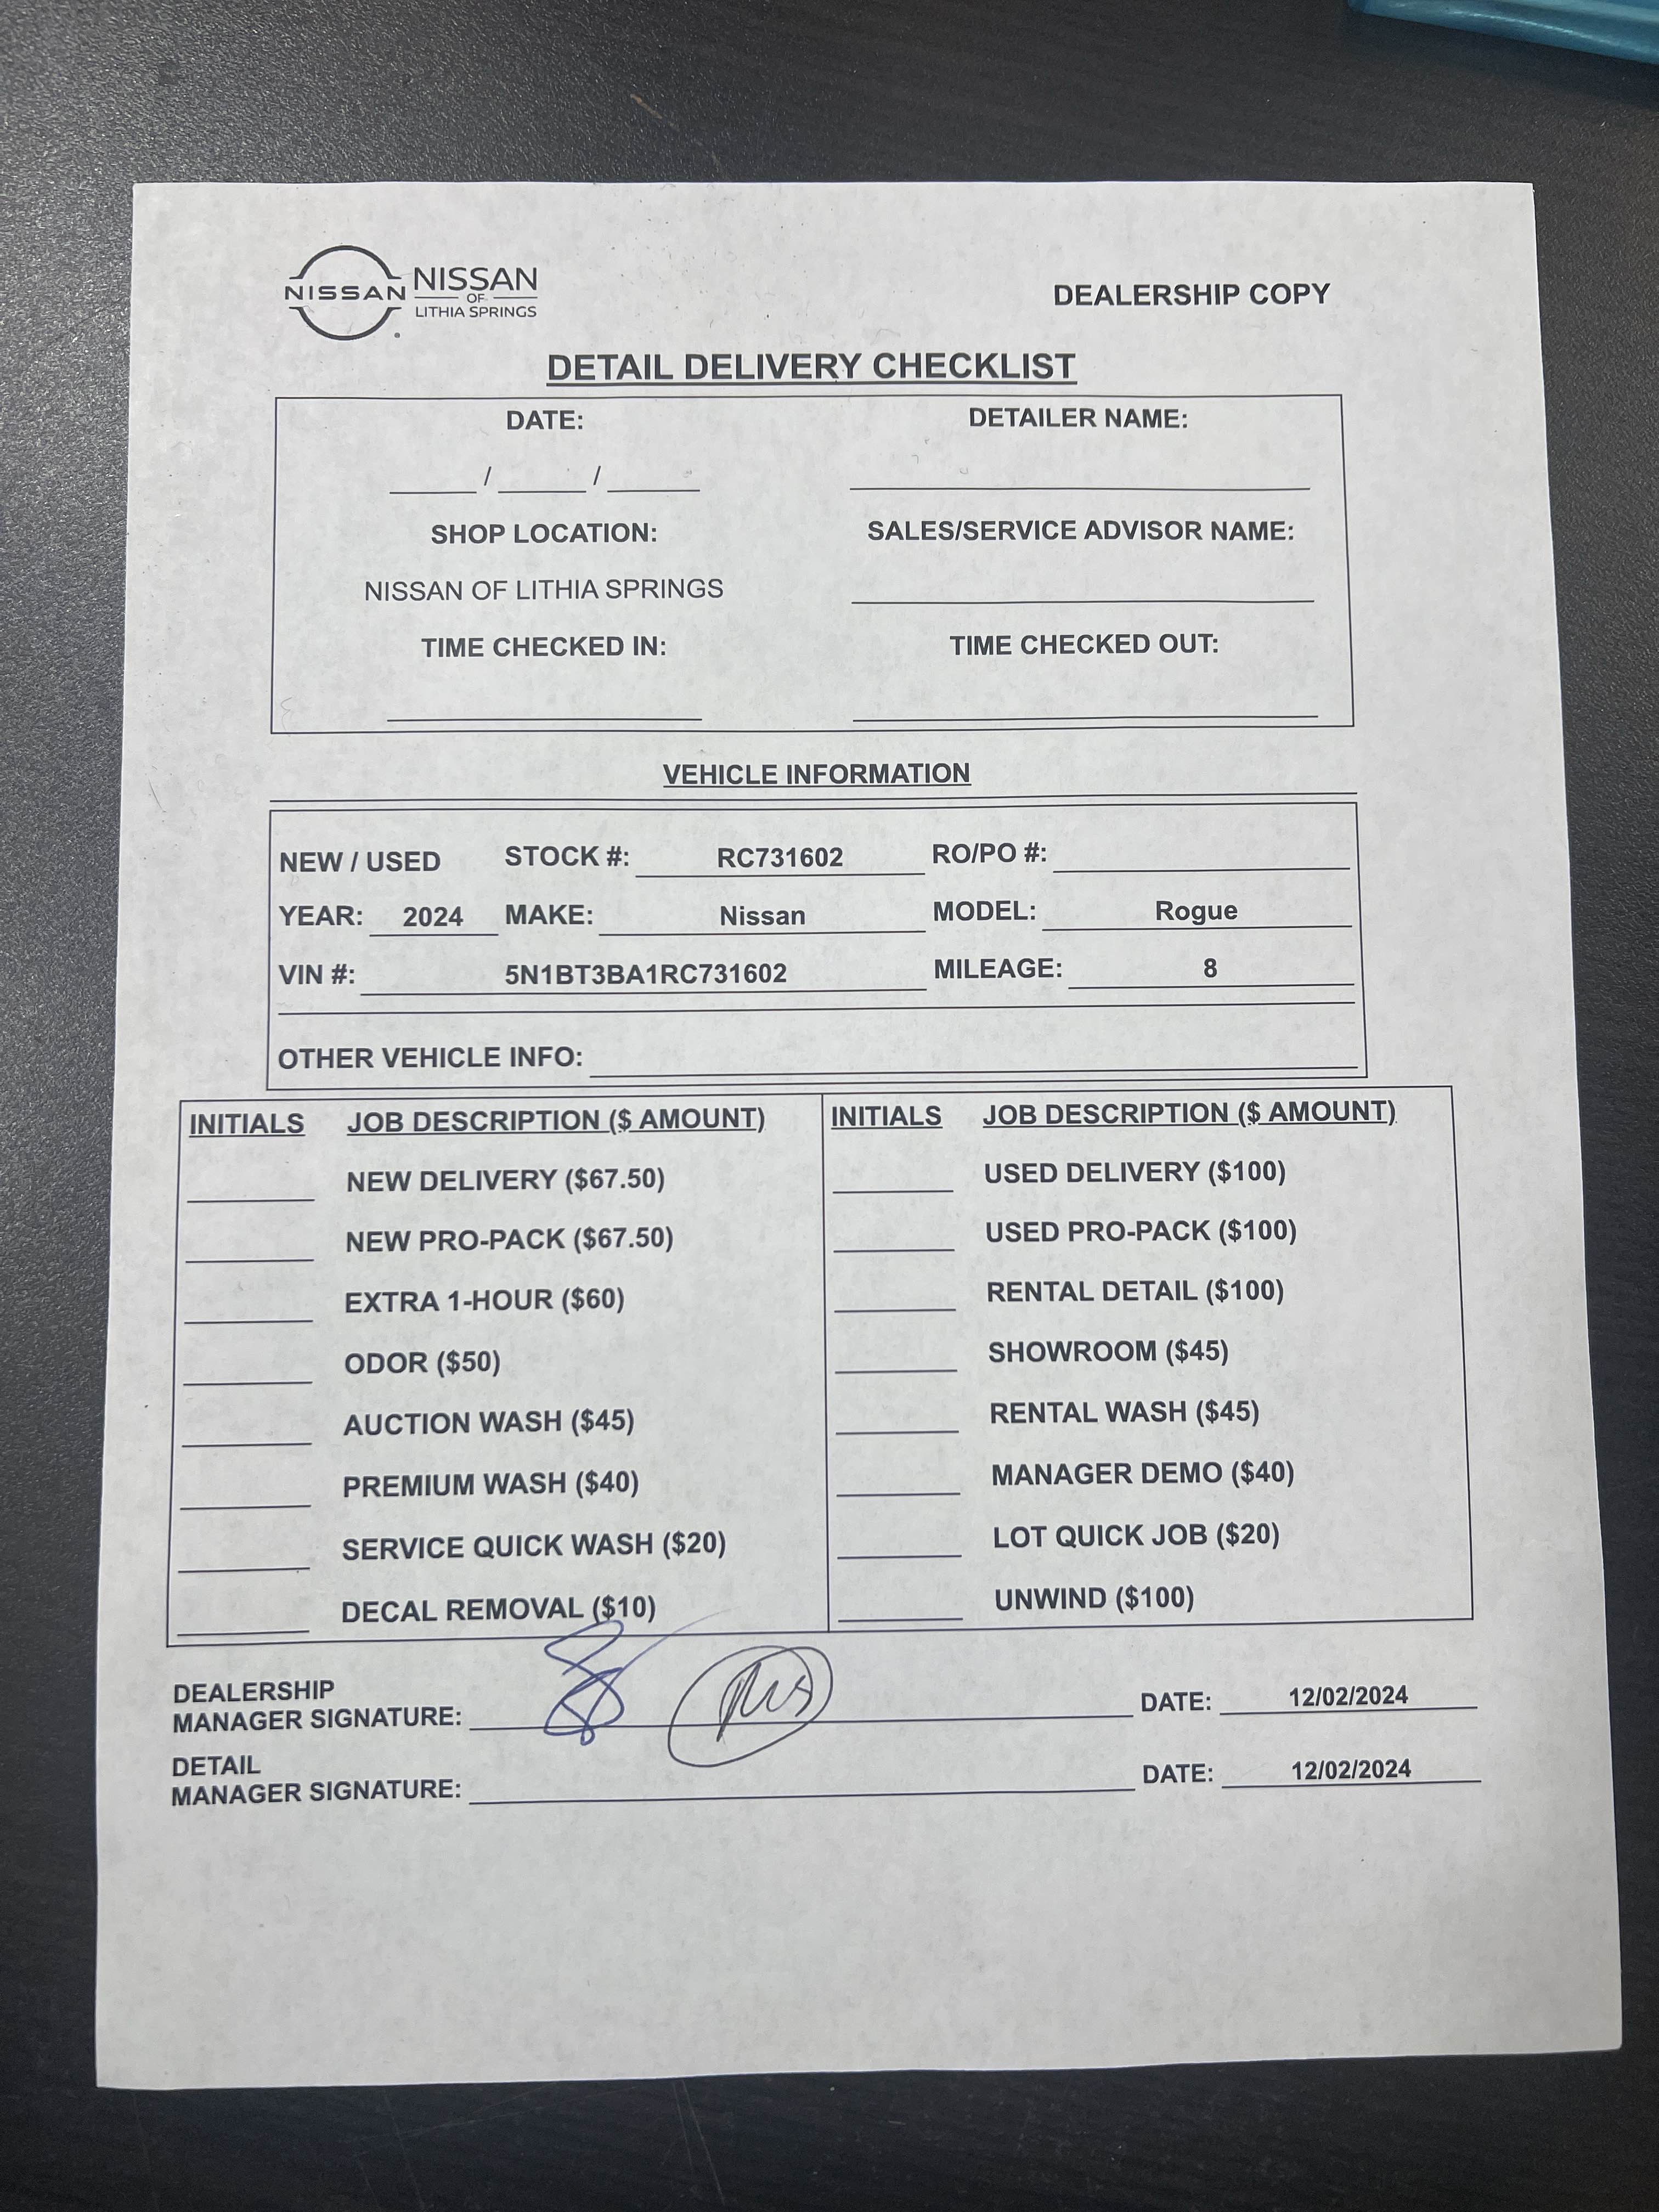 NISSAN NISSAN
OF
LITHIA SPRINGS
DEALERSHIP COPY
DETAIL DELIVERY CHECKLIST
DATE: DETAILER NAME:
____ / ____ / ____ ____________________
SHOP LOCATION: SALES/SERVICE ADVISOR NAME:
NISSAN OF LITHIA SPRINGS ____________________
TIME CHECKED IN: TIME CHECKED OUT:
VEHICLE INFORMATION
NEW / USED STOCK #: RC731602 RO/PO #:
YEAR: 2024 MAKE: Nissan MODEL: Rogue
VIN #: 5N1BT3BA1RC731602 MILEAGE: 8
OTHER VEHICLE INFO:
INITIALS JOB DESCRIPTION ($ AMOUNT) INITIALS JOB DESCRIPTION ($ AMOUNT)
NEW DELIVERY ($67.50) USED DELIVERY ($100)
NEW PRO-PACK ($67.50) USED PRO-PACK ($100)
EXTRA 1-HOUR ($60) RENTAL DETAIL ($100)
ODOR ($50) SHOWROOM ($45)
AUCTION WASH ($45) RENTAL WASH ($45)
PREMIUM WASH ($40) MANAGER DEMO ($40)
SERVICE QUICK WASH ($20) LOT QUICK JOB ($20)
DECAL REMOVAL ($10) UNWIND ($100)
DEALERSHIP
MANAGER SIGNATURE: DATE: 12/02/2024
DETAIL
MANAGER SIGNATURE: DATE: 12/02/2024